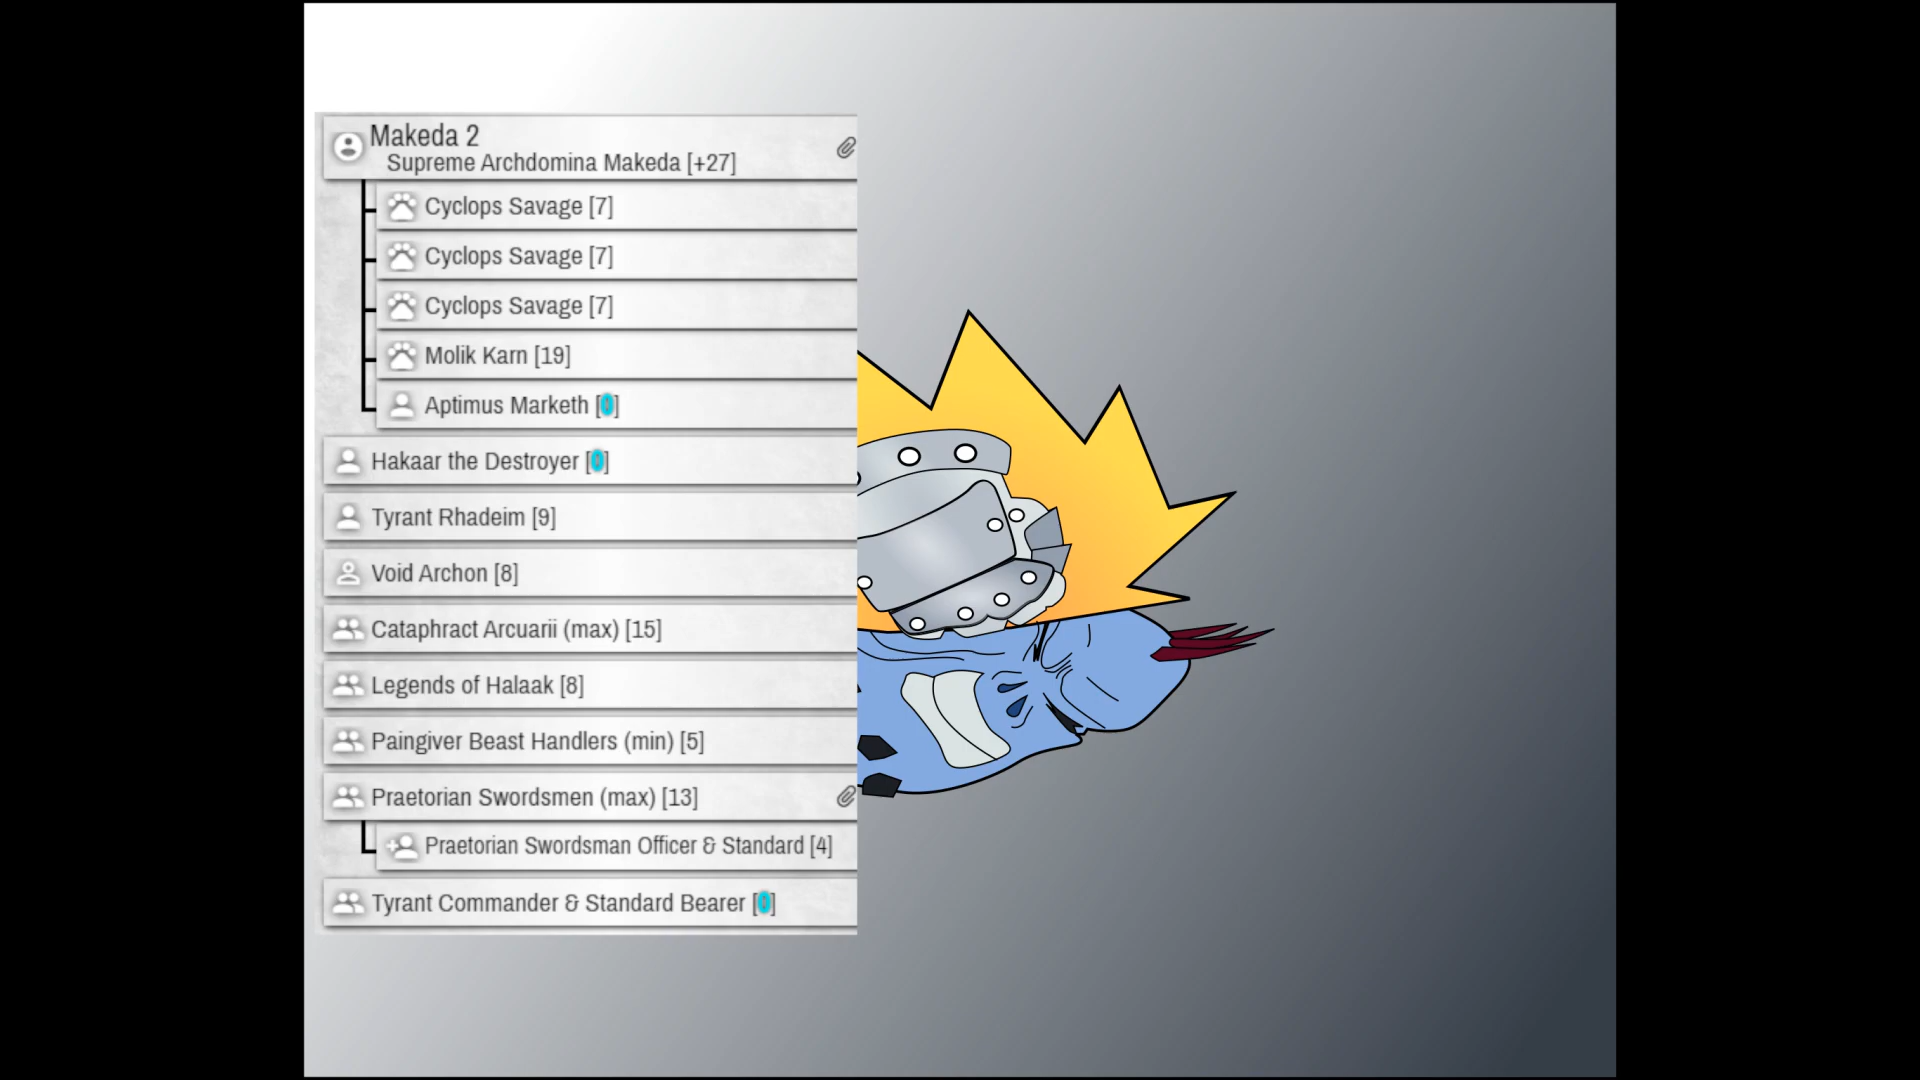 Makeda 2
Supreme Archdomina Makeda [+27]
Cyclops Savage [7]
Cyclops Savage [7]
Cyclops Savage [7]
Molik Karn [19]
Aptimus Marketh [0]
Hakaar the Destroyer [0]
Tyrant Rhadeim [9]
Void Archon [8]
Cataphract Arcuarii (max) [15]
Legends of Halaak [8]
Paingiver Beast Handlers (min) [5]
Praetorian Swordsmen (max) [13]
Praetorian Swordsman Officer & Standard [4]
Tyrant Commander & Standard Bearer [0]